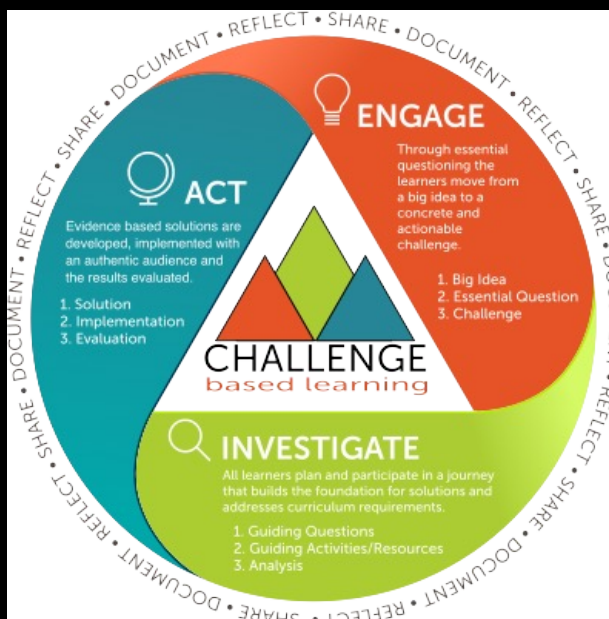 DOCUMENT • REFLECT • SHARE • DOCUMENT • REFLECT • SHARE • DOCUMENT • REFLECT • SHARE • DOCUMENT • REFLECT • SHARE • DOCUMENT • REFLECT • SHARE • DOCUMENT • REFLECT • SHARE •
ENGAGE
Through essential
questioning the
learners move from
a big idea to a
concrete and
actionable
challenge.
1. Big Idea
2. Essential Question
3. Challenge
ACT
Evidence based solutions are
developed, implemented with
an authentic audience and
the results evaluated.
1. Solution
2. Implementation
3. Evaluation
CHALLENGE
based learning
INVESTIGATE
All learners plan and participate in a journey
that builds the foundation for solutions and
addresses curriculum requirements.
1. Guiding Questions
2. Guiding Activities/Resources
3. Analysis